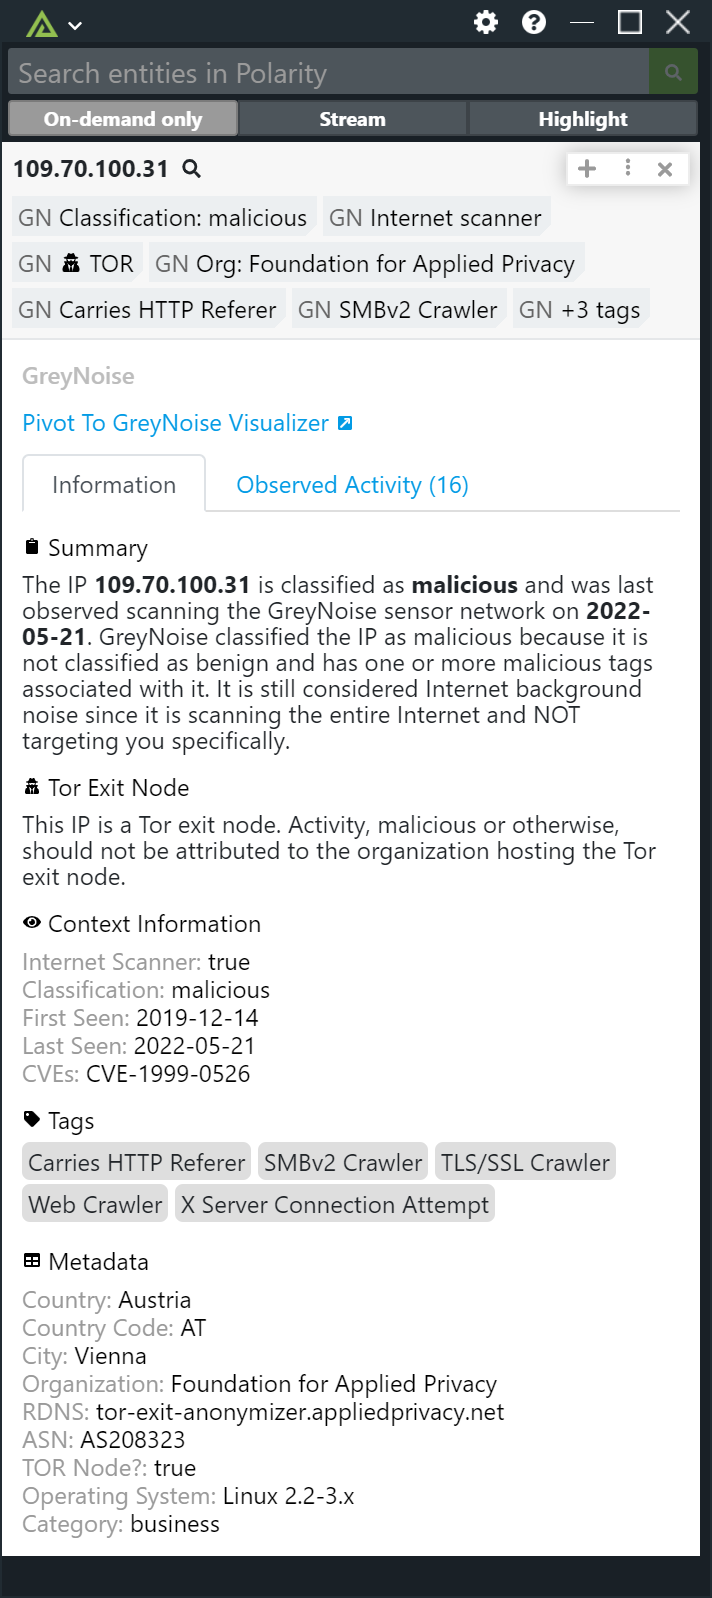 Search entities in Polarity
On-demand only
Stream
Highlight
109.70.100.31
GN Classification: malicious
GN Internet scanner
GN TOR
GN Org: Foundation for Applied Privacy
GN Carries HTTP Referer
GN SMBv2 Crawler
GN +3 tags
GreyNoise
Pivot To GreyNoise Visualizer
Information
Observed Activity (16)
Summary
The IP 109.70.100.31 is classified as malicious and was last
observed scanning the GreyNoise sensor network on 2022-
05-21. GreyNoise classified the IP as malicious because it is
not classified as benign and has one or more malicious tags
associated with it. It is still considered Internet background
noise since it is scanning the entire Internet and NOT
targeting you specifically.
Tor Exit Node
This IP is a Tor exit node. Activity, malicious or otherwise,
should not be attributed to the organization hosting the Tor
exit node.
Context Information
Internet Scanner: true
Classification: malicious
First Seen: 2019-12-14
Last Seen: 2022-05-21
CVEs: CVE-1999-0526
Tags
Carries HTTP Referer
SMBv2 Crawler
TLS/SSL Crawler
Web Crawler
X Server Connection Attempt
Metadata
Country: Austria
Country Code: AT
City: Vienna
Organization: Foundation for Applied Privacy
RDNS: tor-exit-anonymizer.appliedprivacy.net
ASN: AS208323
TOR Node?: true
Operating System: Linux 2.2-3.x
Category: business